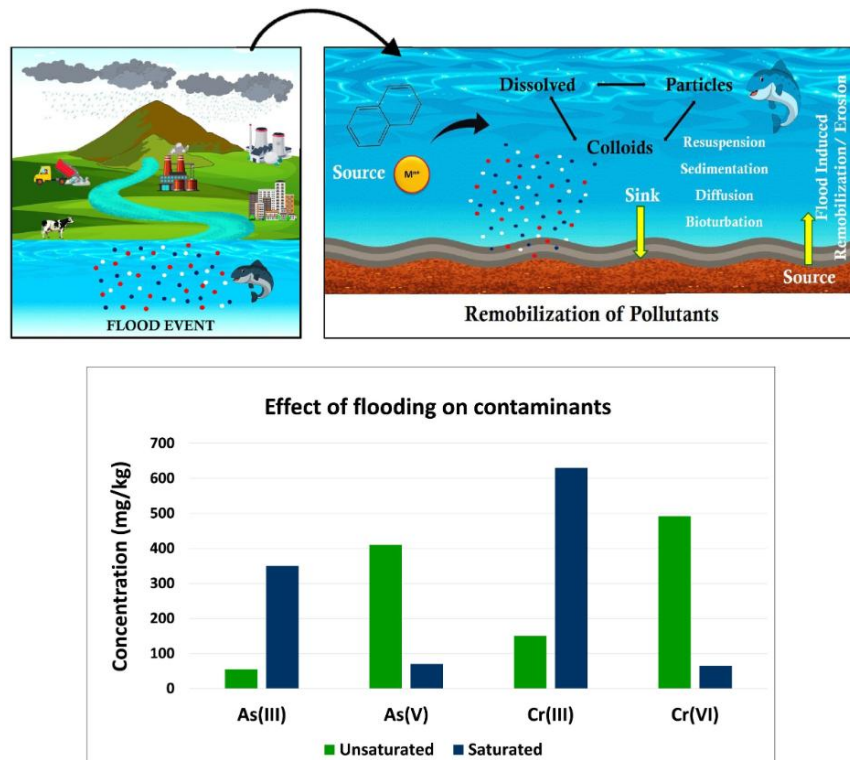 FLOOD EVENT
Dissolved
Particles
Colloids
Source
Mⁿ⁺
Resuspension
Sedimentation
Diffusion
Bioturbation
Sink
Flood Induced
Remobilization/ Erosion
Source
Remobilization of Pollutants
Effect of flooding on contaminants
Concentration (mg/kg)
700
600
500
400
300
200
100
0
As(III) As(V) Cr(III) Cr(VI)
Unsaturated Saturated